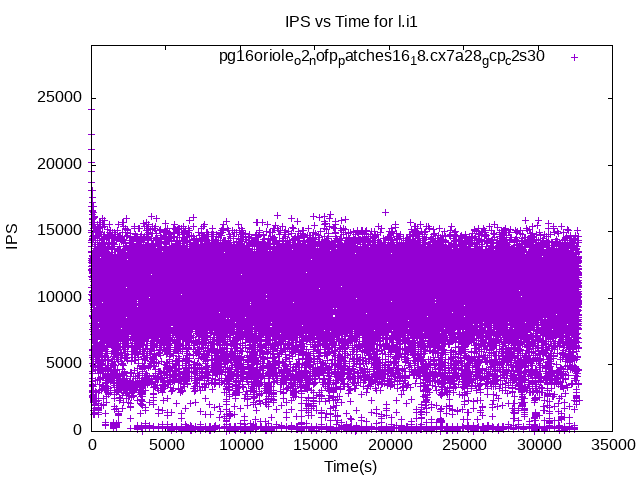 IPS vs Time for l.i1
pg16oriole_o2_nofp_patches16_18.cx7a28_gcp_c2s30
25000
20000
15000
10000
5000
0
IPS
0 5000 10000 15000 20000 25000 30000 35000
Time(s)